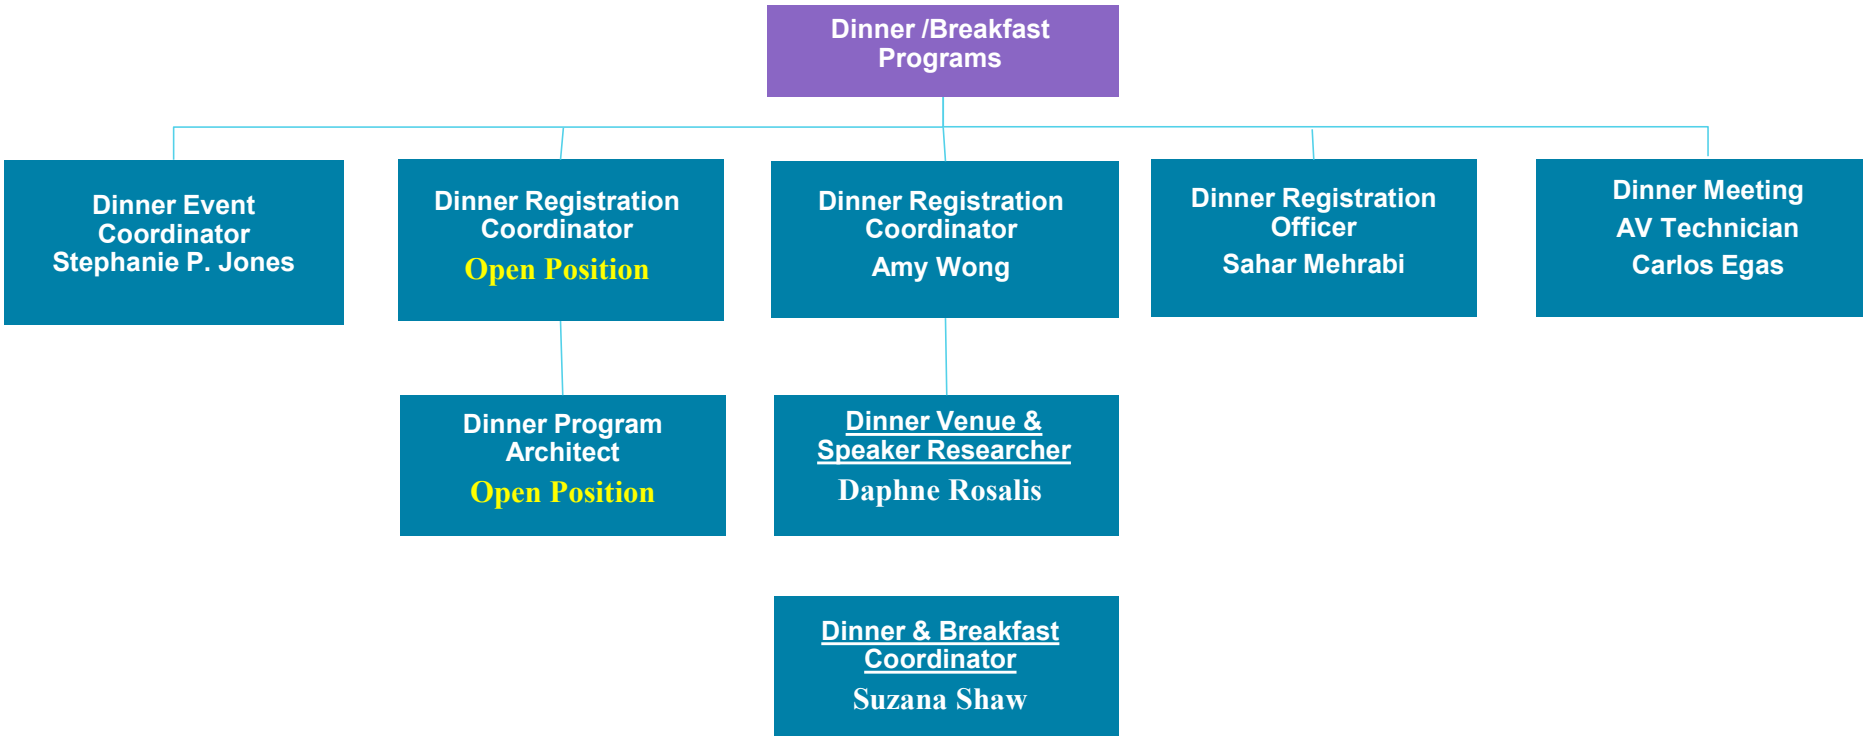 Dinner /Breakfast
Programs
Dinner Event
Coordinator
Stephanie P. Jones
Dinner Registration
Coordinator
Open Position
Dinner Registration
Coordinator
Amy Wong
Dinner Registration
Officer
Sahar Mehrabi
Dinner Meeting
AV Technician
Carlos Egas
Dinner Program
Architect
Open Position
Dinner Venue &
Speaker Researcher
Daphne Rosalis
Dinner & Breakfast
Coordinator
Suzana Shaw